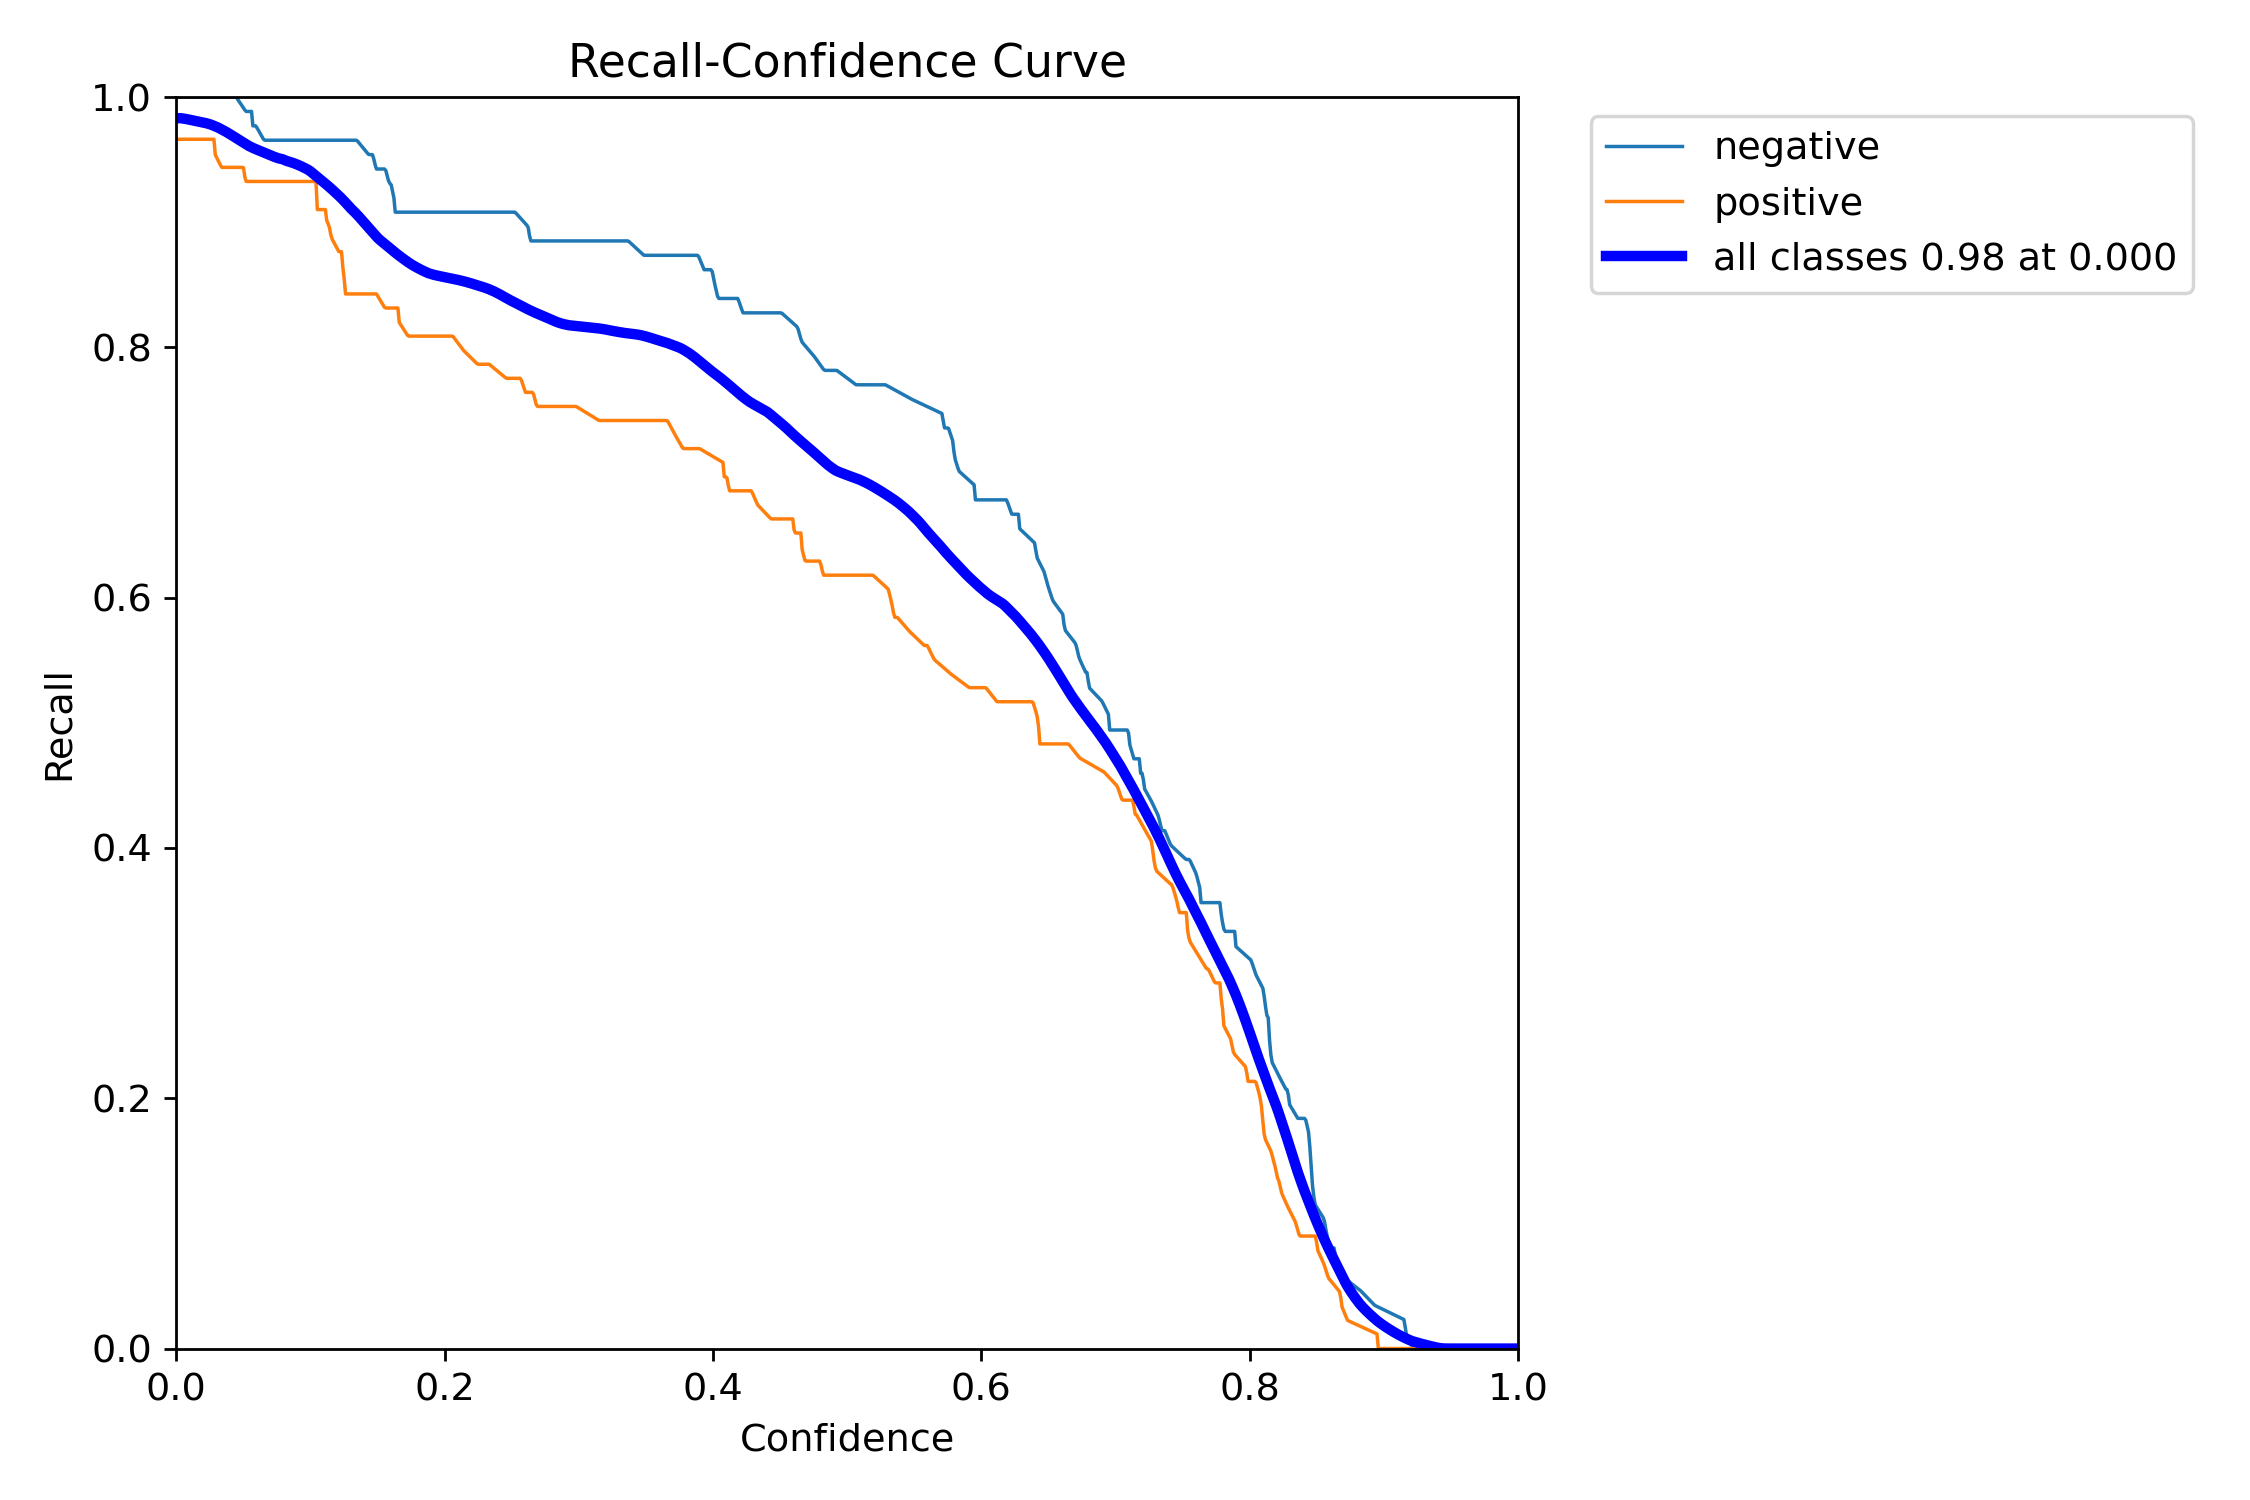 Recall-Confidence Curve
negative
positive
all classes 0.98 at 0.000
1.0
0.8
0.6
0.4
0.2
0.0
Recall
0.0 0.2 0.4 0.6 0.8 1.0
Confidence